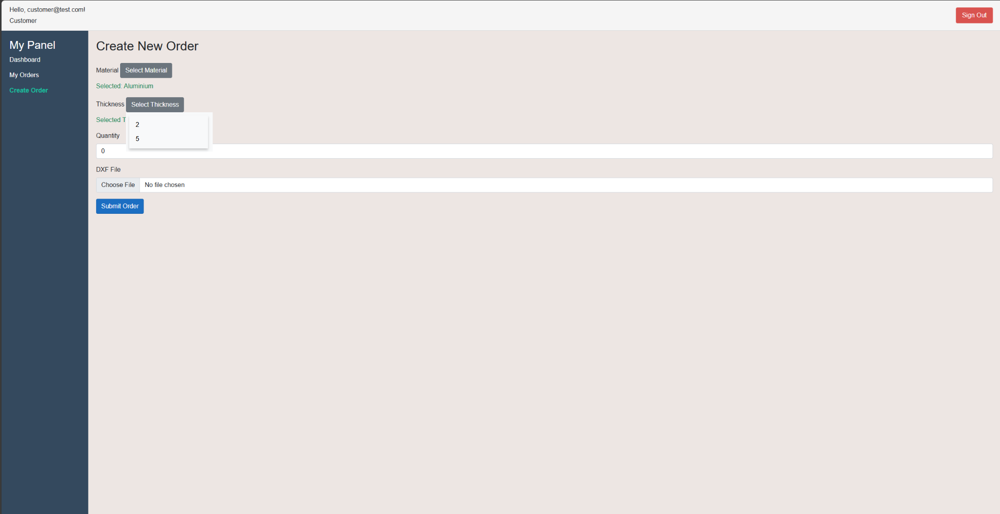 Hello, customer@test.com!
Customer
Sign Out
My Panel
Dashboard
My Orders
Create Order
Create New Order
Material Select Material
Selected: Aluminium
Thickness Select Thickness
Selected T
2
5
Quantity
0
DXF File
Choose File No file chosen
Submit Order